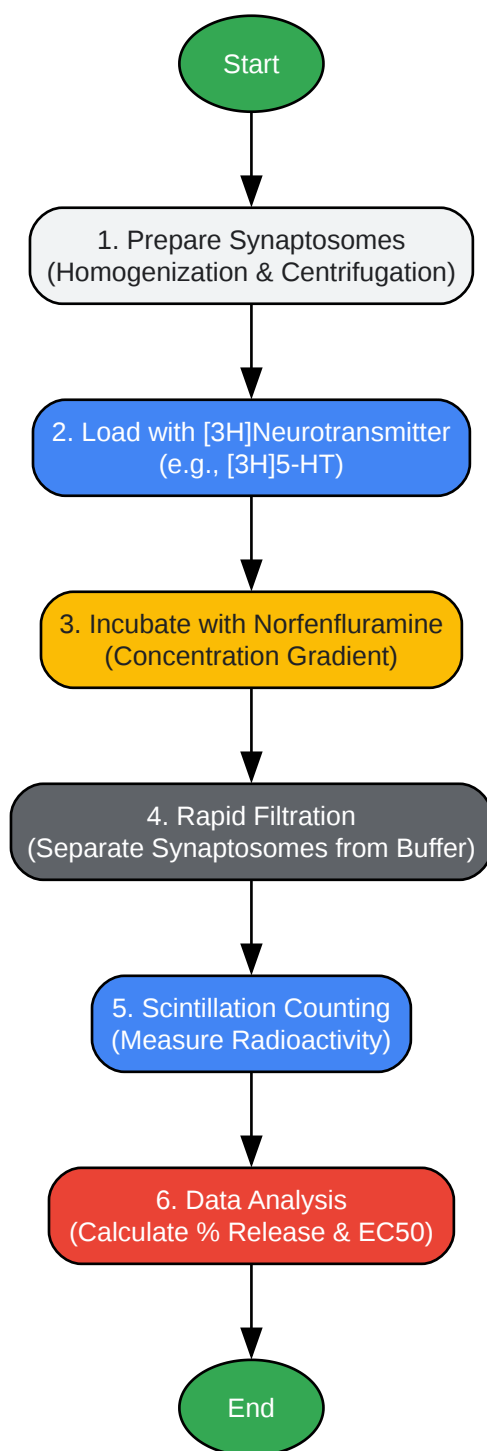 Start
1. Prepare Synaptosomes
(Homogenization & Centrifugation)
2. Load with [3H]Neurotransmitter
(e.g., [3H]5-HT)
3. Incubate with Norfenfluramine
(Concentration Gradient)
4. Rapid Filtration
(Separate Synaptosomes from Buffer)
5. Scintillation Counting
(Measure Radioactivity)
6. Data Analysis
(Calculate % Release & EC50)
End